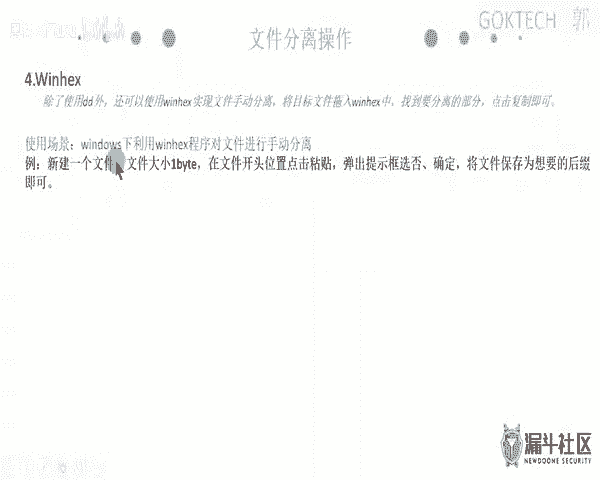 GOKTECH 郭
文件分离操作
4.Winhex
除了使用dd外，还可以使用winhex实现文件手动分离，将目标文件拖入winhex中，找到要分离的部分，点击复制即可。
使用场景：windows下利用winhex程序对文件进行手动分离
例：新建一个文件 文件大小1byte，在文件开头位置点击粘贴，弹出提示框选否、确定，将文件保存为想要的后缀
即可。
漏斗社区
NEWDOONE SECURITY